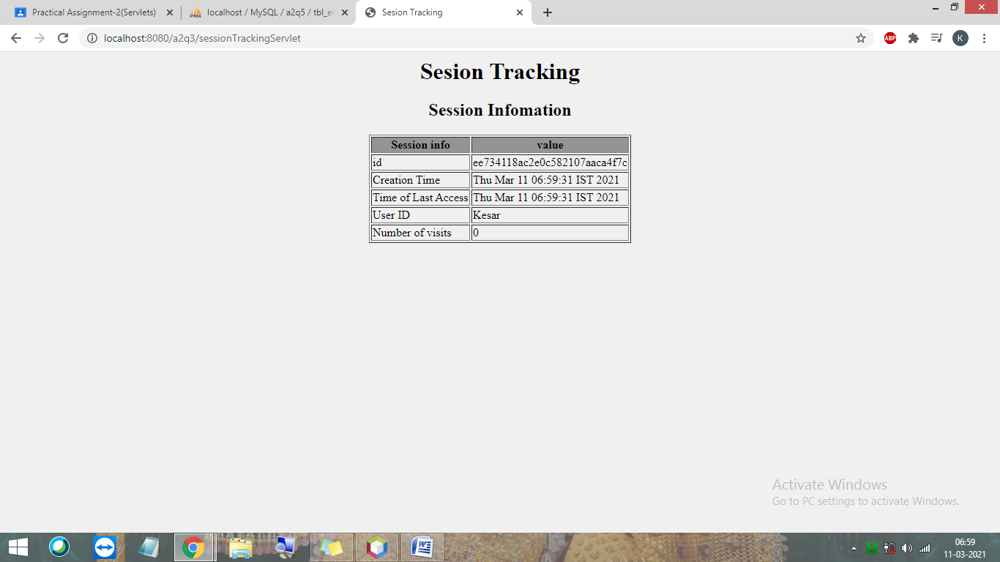 Practical Assignment-2(Servlets)
localhost / MySQL / a2q5 / tbl_er
Sesion Tracking
localhost:8080/a2q3/sessionTrackingServlet
ABP
K
Sesion Tracking
Session Infomation
Session info value
id ee734118ac2e0c582107aaca4f7c
Creation Time Thu Mar 11 06:59:31 IST 2021
Time of Last Access Thu Mar 11 06:59:31 IST 2021
User ID Kesar
Number of visits 0
Activate Windows
Go to PC settings to activate Windows.
06:59
11-03-2021